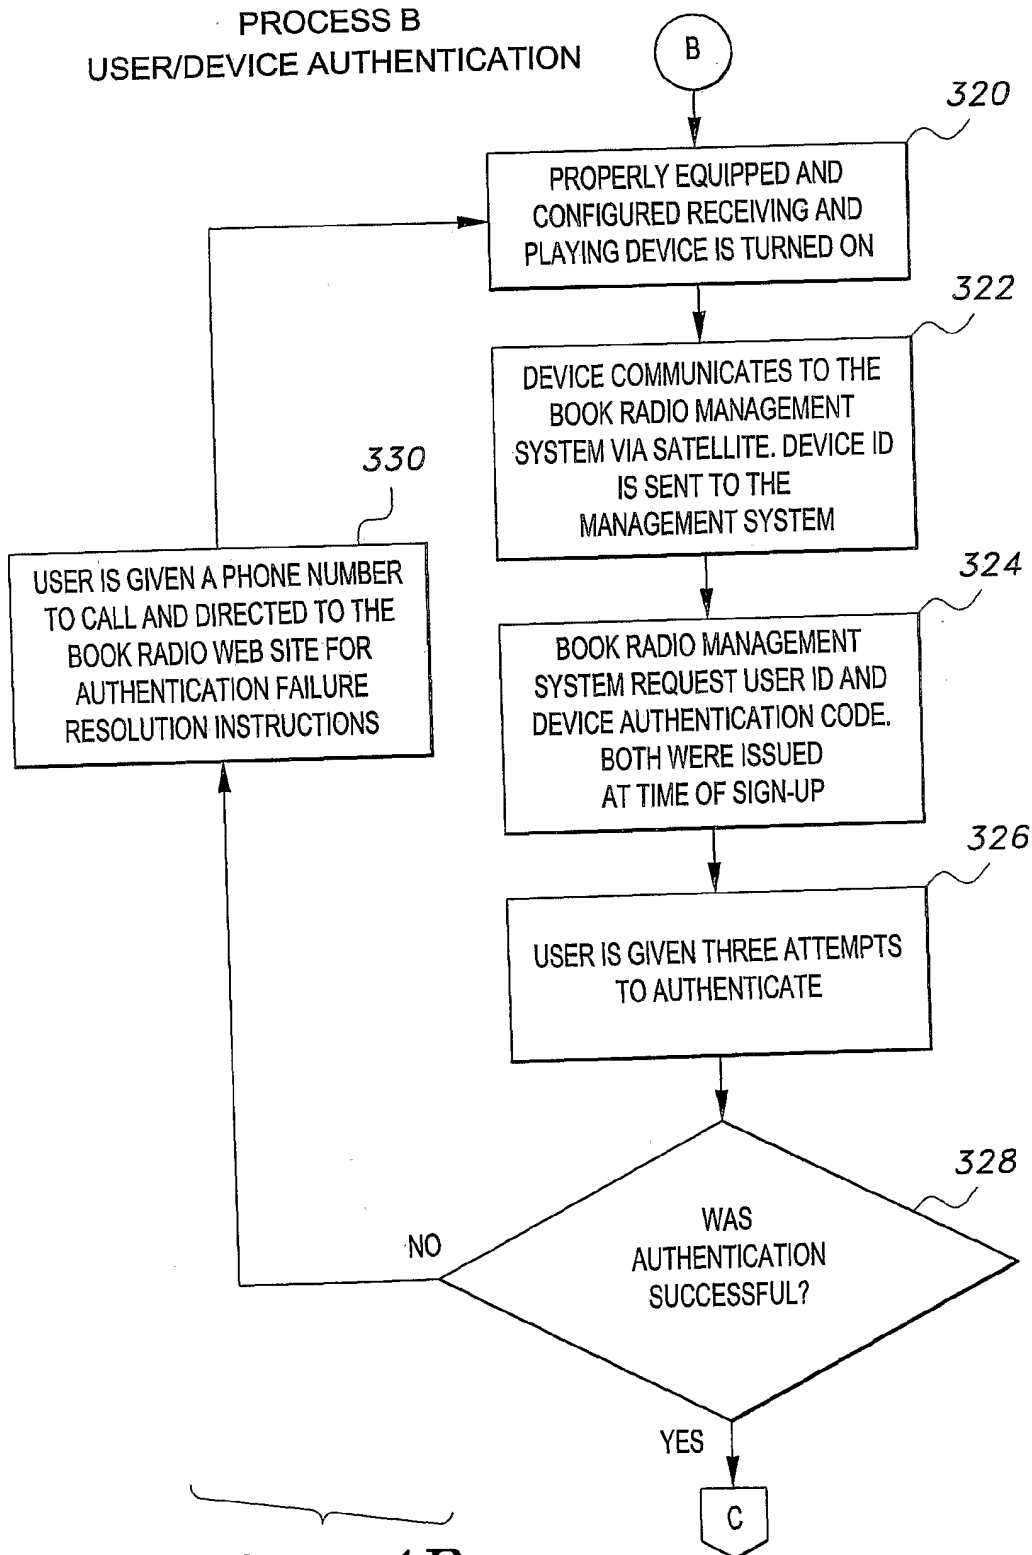 PROCESS B
USER/DEVICE AUTHENTICATION
B
320
PROPERLY EQUIPPED AND
CONFIGURED RECEIVING AND
PLAYING DEVICE IS TURNED ON
322
DEVICE COMMUNICATES TO THE
BOOK RADIO MANAGEMENT
SYSTEM VIA SATELLITE. DEVICE ID
IS SENT TO THE
MANAGEMENT SYSTEM
330
USER IS GIVEN A PHONE NUMBER
TO CALL AND DIRECTED TO THE
BOOK RADIO WEB SITE FOR
AUTHENTICATION FAILURE
RESOLUTION INSTRUCTIONS
324
BOOK RADIO MANAGEMENT
SYSTEM REQUEST USER ID AND
DEVICE AUTHENTICATION CODE.
BOTH WERE ISSUED
AT TIME OF SIGN-UP
326
USER IS GIVEN THREE ATTEMPTS
TO AUTHENTICATE
328
WAS
AUTHENTICATION
SUCCESSFUL?
NO
YES
C